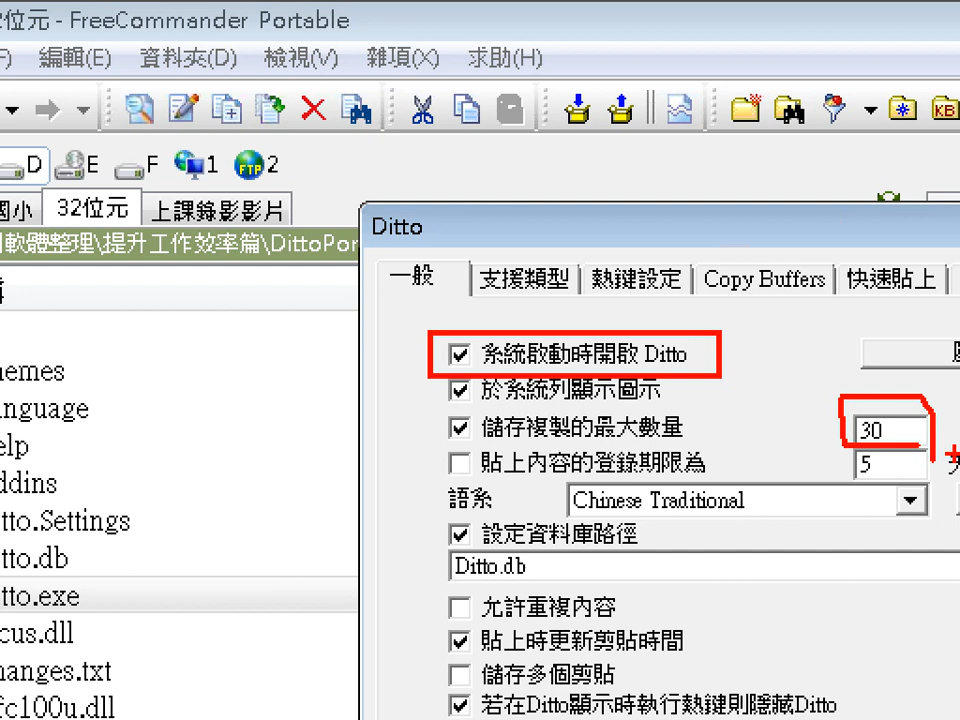 2位元 - FreeCommander Portable
F) 編輯(E) 資料夾(D) 檢視(V) 雜項(X) 求助(H)
KB
D E F 1 FTP 2
國小 32位元 上課錄影影片
軟體整理\提升工作效率篇\DittoPor
Ditto
一般 支援類型 熱鍵設定 Copy Buffers 快速貼上
系統啟動時開啟 Ditto
於系統列顯示圖示
儲存複製的最大數量 30
貼上內容的登錄期限為 5
語系 Chinese Traditional
設定資料庫路徑
Ditto.db
允許重複內容
貼上時更新剪貼時間
儲存多個剪貼
若在Ditto顯示時執行熱鍵則隱藏Ditto
hemes
anguage
elp
ddins
tto.Settings
tto.db
tto.exe
cus.dll
hanges.txt
fc100u.dll